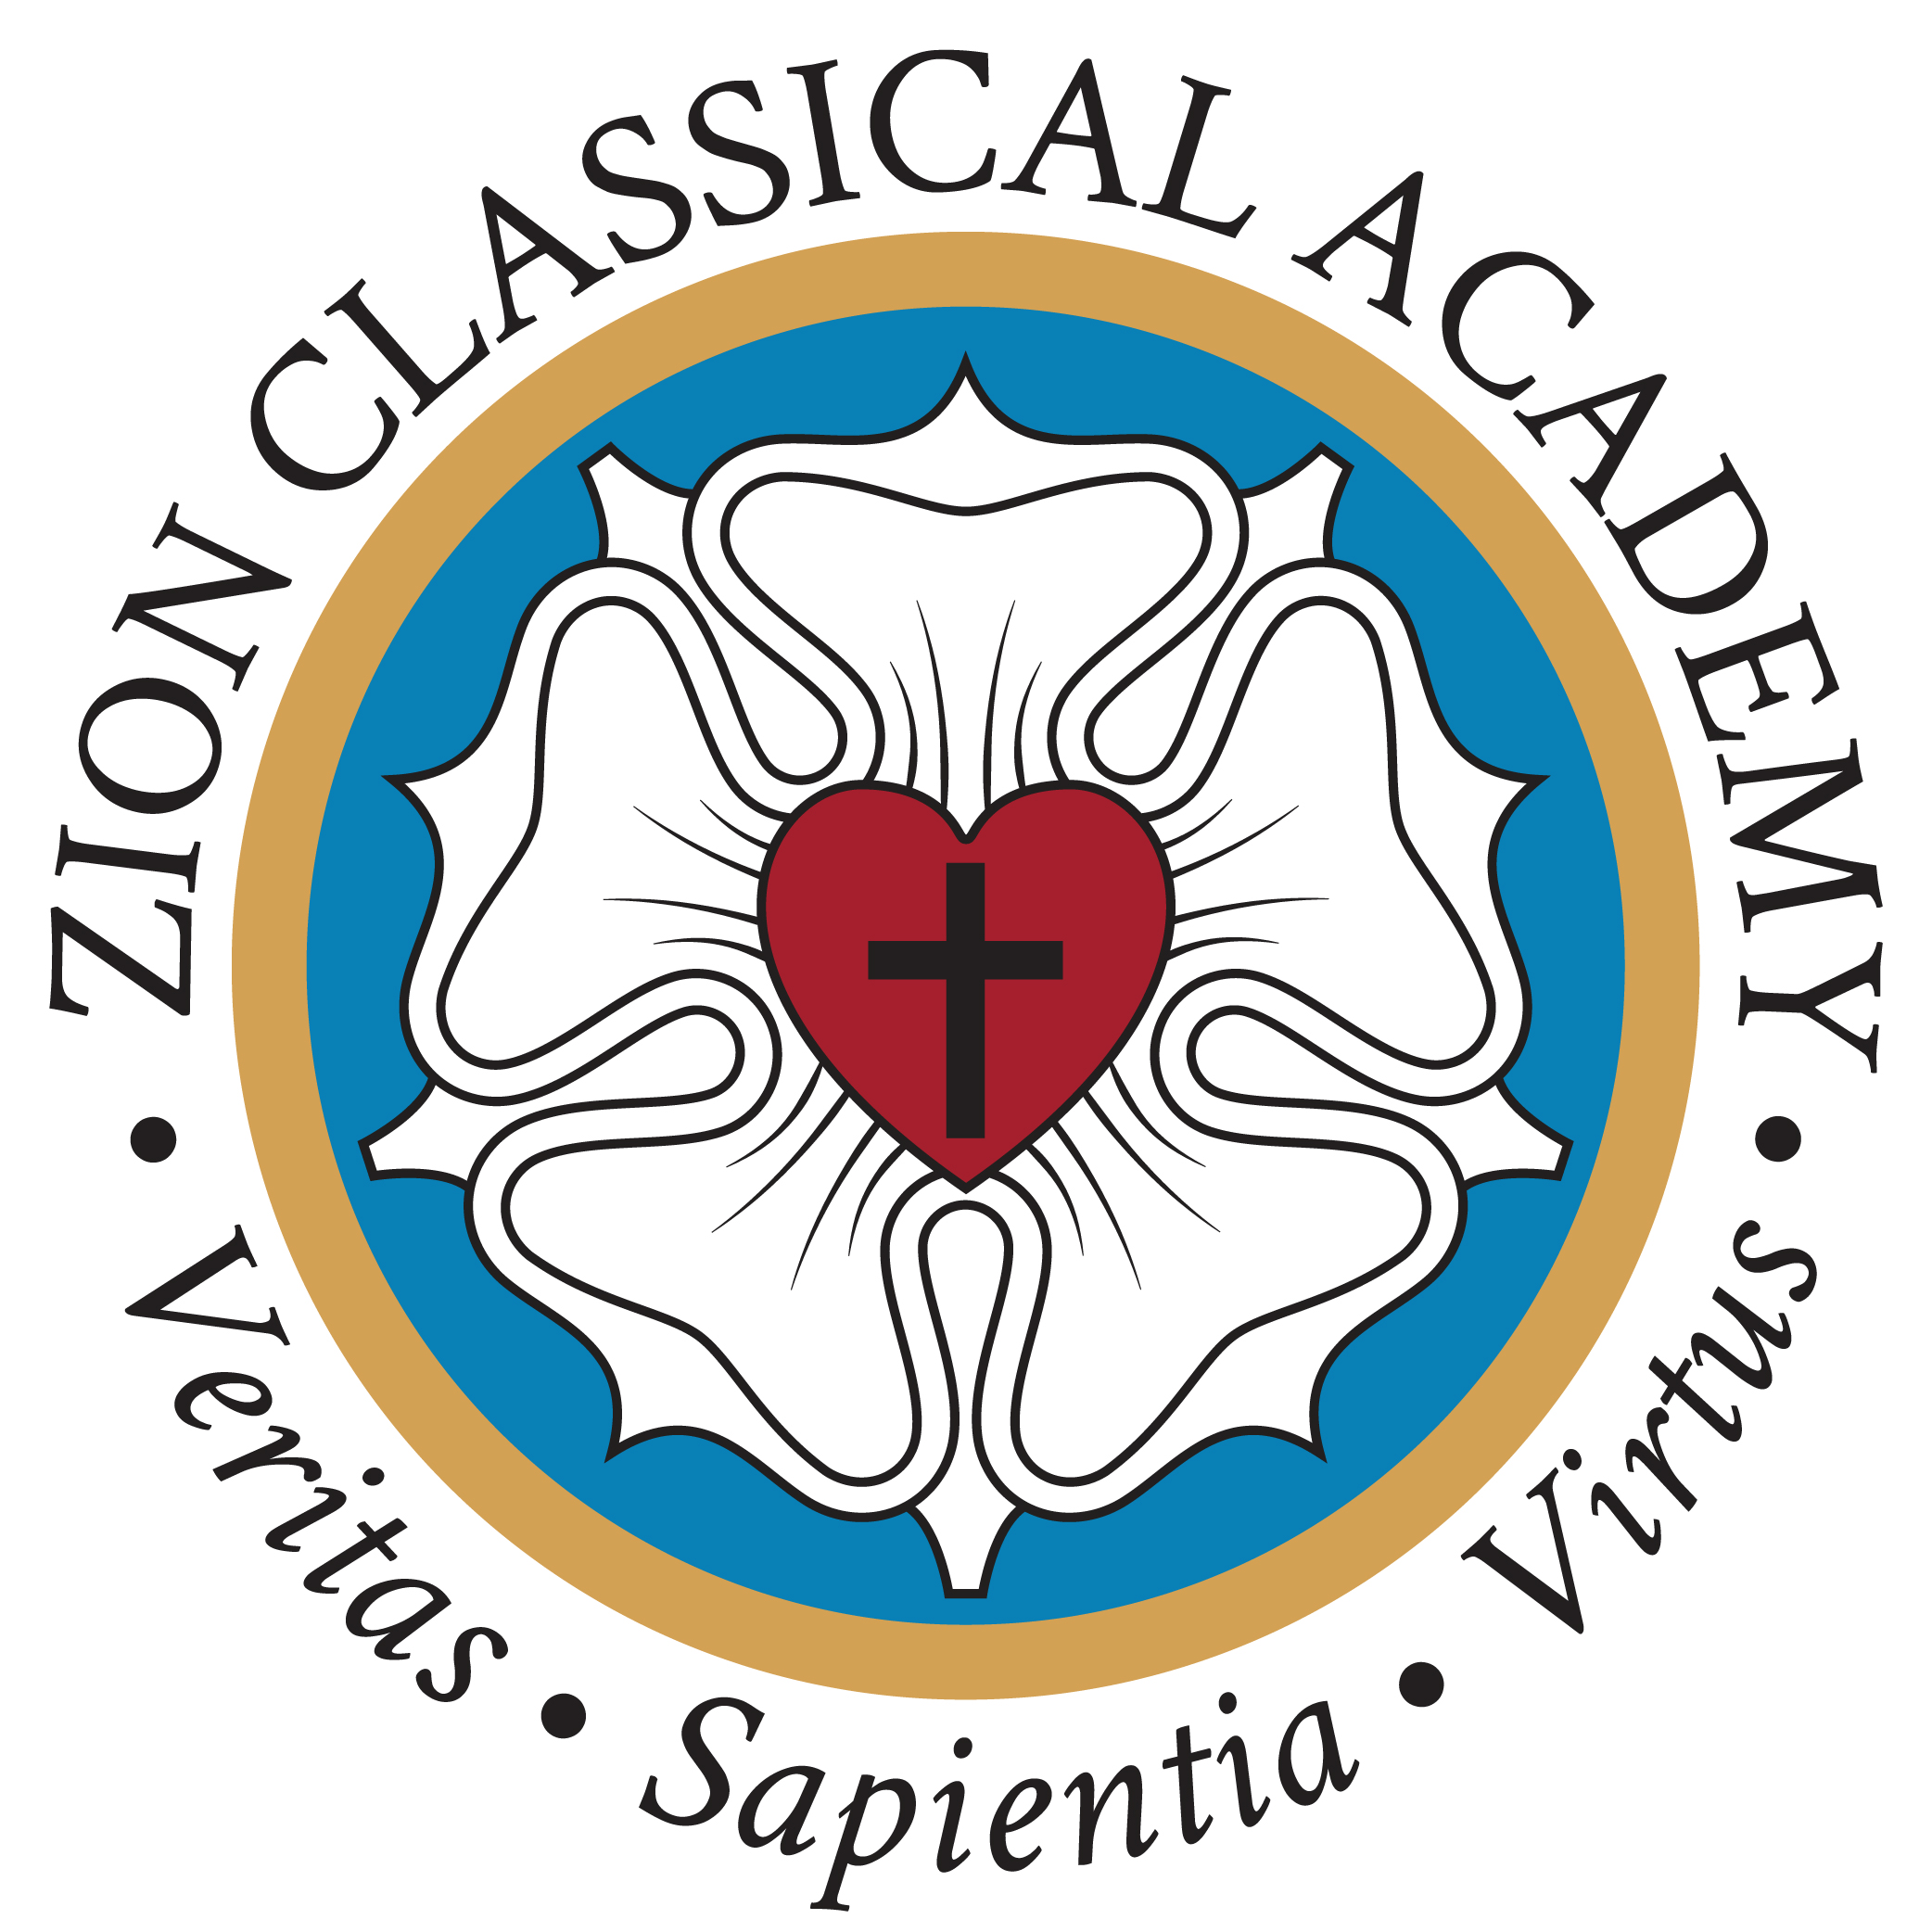 ZION CLASSICAL ACADEMY
• Veritas • Sapientia • Virtus •